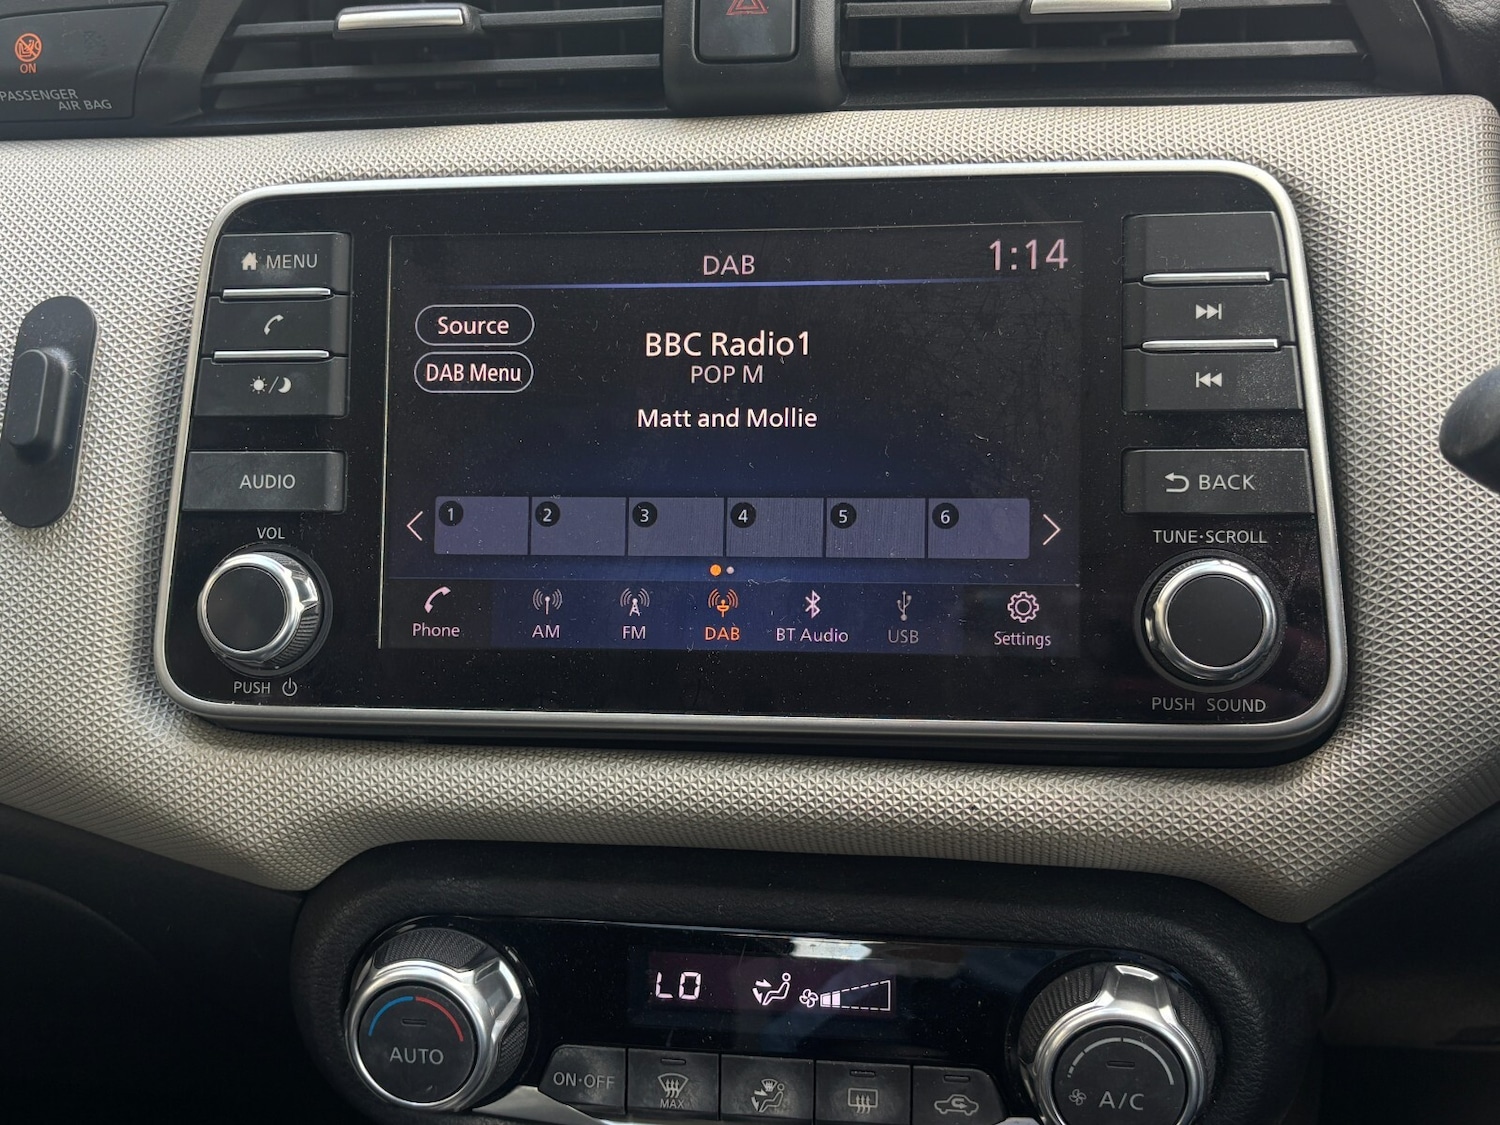 ON
PASSENGER
AIR BAG
MENU
DAB
1:14
Source
BBC Radio1
DAB Menu
POP M
Matt and Mollie
AUDIO
BACK
VOL
TUNE·SCROLL
1 2 3 4 5 6
Phone AM FM DAB BT Audio USB Settings
PUSH
PUSH SOUND
LO
AUTO
ON·OFF
MAX
A/C